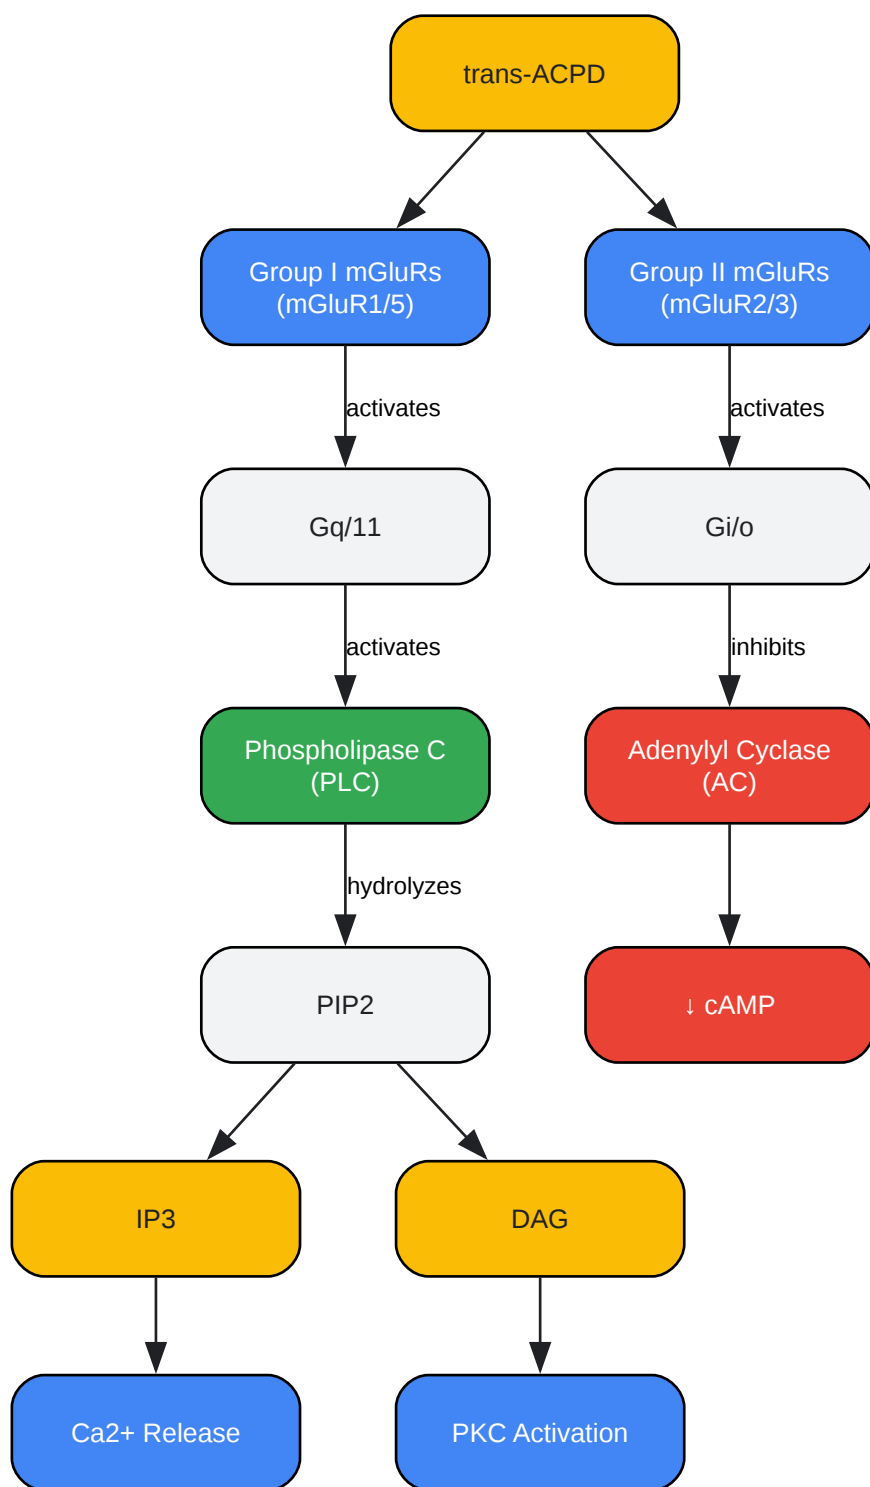 trans-ACPD
Group I mGluRs
(mGluR1/5)
Group II mGluRs
(mGluR2/3)
activates
activates
Gq/11
Gi/o
activates
inhibits
Phospholipase C
(PLC)
Adenylyl Cyclase
(AC)
hydrolyzes
PIP2
↓ cAMP
IP3
DAG
Ca2+ Release
PKC Activation